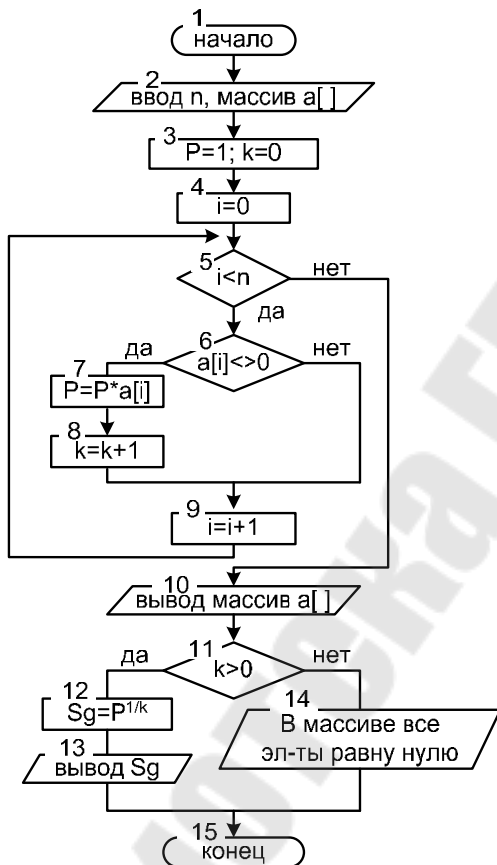 1
начало
2
ввод n, массив a[ ]
3
P=1; k=0
4
i=0
5
i<n
нет
да
6
a[i]<>0
да
нет
7
P=P*a[i]
8
k=k+1
9
i=i+1
10
вывод массив a[ ]
11
k>0
да
нет
12
Sg=P1/k
13
вывод Sg
14
В массиве все
эл-ты равну нулю
15
конец